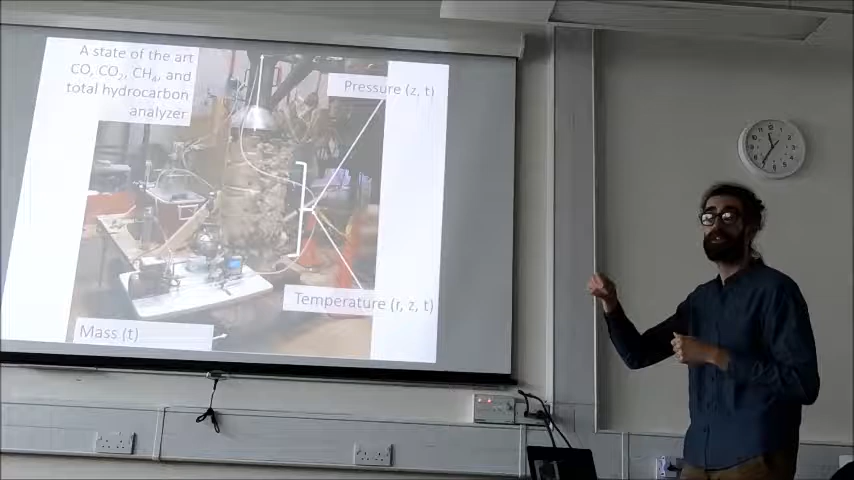 A state of the art
CO, CO₂, CH₄, and
total hydrocarbon
analyzer
Pressure (z, t)
Temperature (r, z, t)
Mass (t)